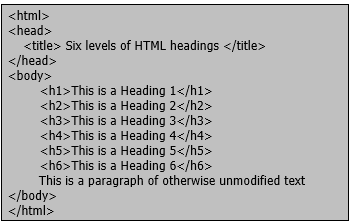 <html>
<head>
<title> Six levels of HTML headings </title>
</head>
<body>
<h1>This is a Heading 1</h1>
<h2>This is a Heading 2</h2>
<h3>This is a Heading 3</h3>
<h4>This is a Heading 4</h4>
<h5>This is a Heading 5</h5>
<h6>This is a Heading 6</h6>
This is a paragraph of otherwise unmodified text
</body>
</html>